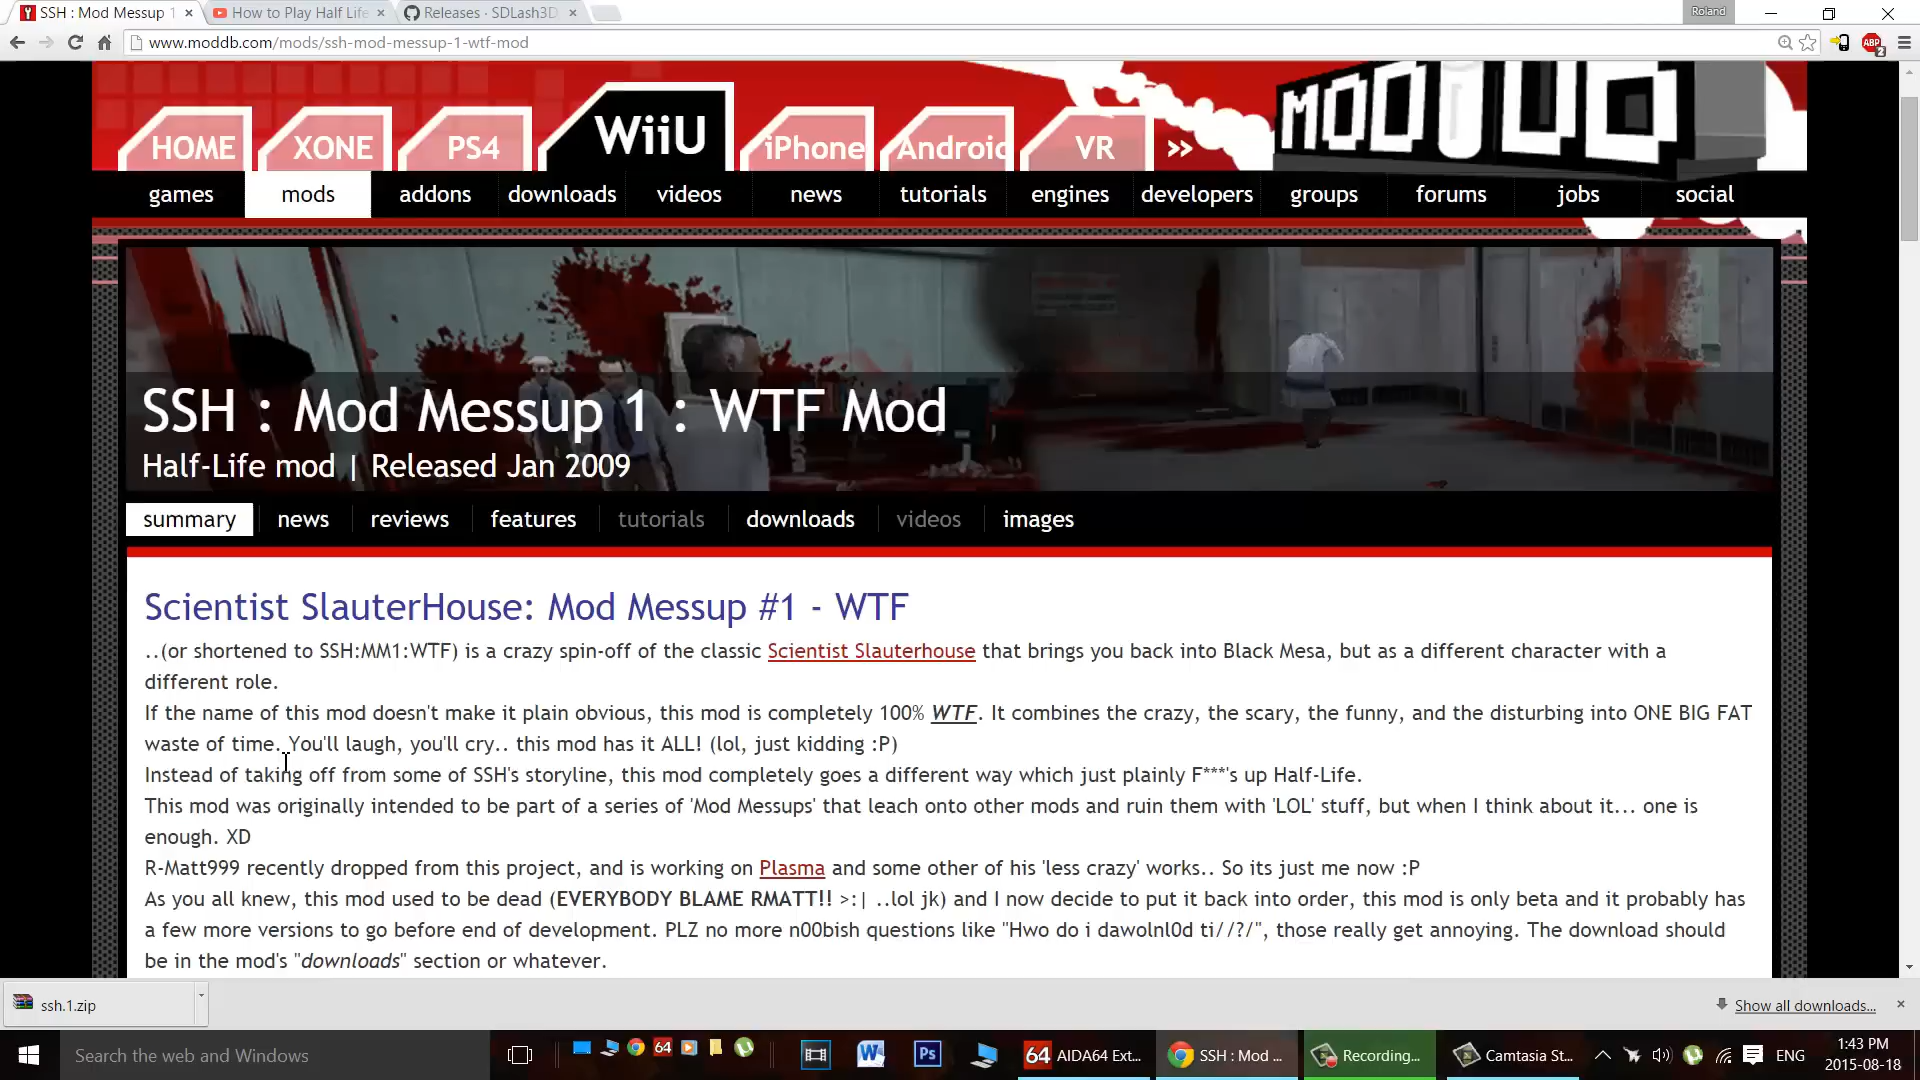 SSH : Mod Messup 1
How to Play Half Life
Releases · SDLash3D
Roland
www.moddb.com/mods/ssh-mod-messup-1-wtf-mod
ABP
2
HOME
XONE
PS4
WiiU
iPhone
Android
VR
>>
games
mods
addons
downloads
videos
news
tutorials
engines
developers
groups
forums
jobs
social
SSH : Mod Messup 1 : WTF Mod
Half-Life mod | Released Jan 2009
summary
news
reviews
features
tutorials
downloads
videos
images
Scientist SlauterHouse: Mod Messup #1 - WTF
..(or shortened to SSH:MM1:WTF) is a crazy spin-off of the classic Scientist Slauterhouse that brings you back into Black Mesa, but as a different character with a
different role.
If the name of this mod doesn't make it plain obvious, this mod is completely 100% WTF. It combines the crazy, the scary, the funny, and the disturbing into ONE BIG FAT
waste of time. You'll laugh, you'll cry.. this mod has it ALL! (lol, just kidding :P)
Instead of taking off from some of SSH's storyline, this mod completely goes a different way which just plainly F***'s up Half-Life.
This mod was originally intended to be part of a series of 'Mod Messups' that leach onto other mods and ruin them with 'LOL' stuff, but when I think about it... one is
enough. XD
R-Matt999 recently dropped from this project, and is working on Plasma and some other of his 'less crazy' works.. So its just me now :P
As you all knew, this mod used to be dead (EVERYBODY BLAME RMATT!! >:| ..lol jk) and I now decide to put it back into order, this mod is only beta and it probably has
a few more versions to go before end of development. PLZ no more n00bish questions like "Hwo do i dawolnl0d ti//?/", those really get annoying. The download should
be in the mod's "downloads" section or whatever.
ssh.1.zip
Show all downloads...
Search the web and Windows
64
W
Ps
64 AIDA64 Ext...
SSH : Mod ...
Recording...
Camtasia St...
ENG
1:43 PM
2015-08-18